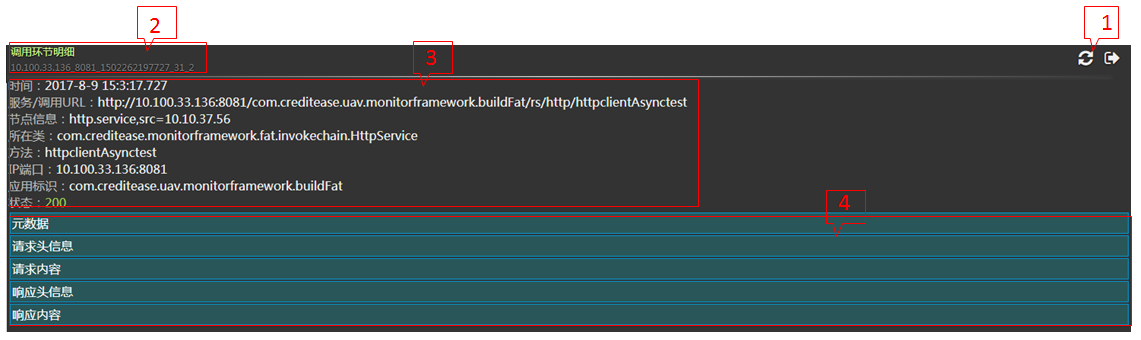 2
1
3
调用环节明细
10.100.33.136_8081_1502262197727_31_2
时间：2017-8-9 15:3:17.727
服务/调用URL：http://10.100.33.136:8081/com.creditease.uav.monitorframework.buildFat/rs/http/httpclientAsynctest
节点信息：http.service,src=10.10.37.56
所在类：com.creditease.monitorframework.fat.invokechain.HttpService
方法：httpclientAsynctest
IP端口：10.100.33.136:8081
应用标识：com.creditease.uav.monitorframework.buildFat
状态：200
4
元数据
请求头信息
请求内容
响应头信息
响应内容